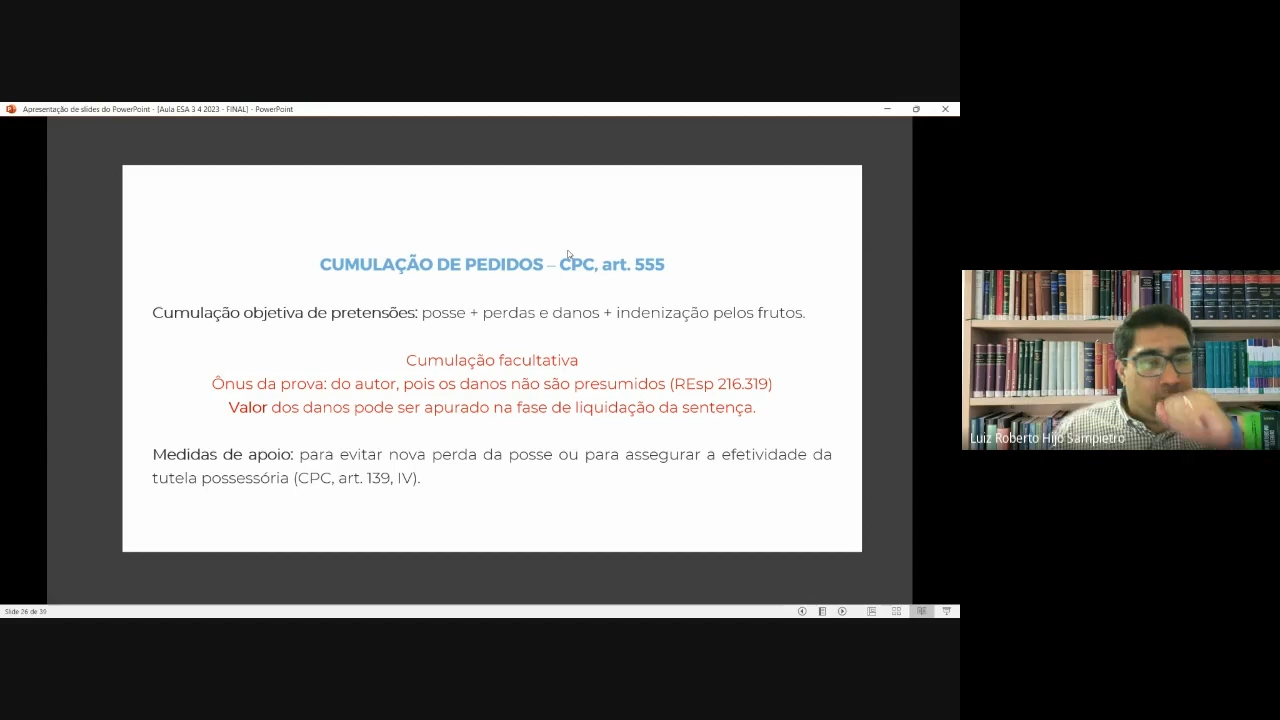 Apresentação de slides do PowerPoint - [Aula ESA 3 4 2023 - FINAL] - PowerPoint
CUMULAÇÃO DE PEDIDOS – CPC, art. 555
Cumulação objetiva de pretensões: posse + perdas e danos + indenização pelos frutos.
Cumulação facultativa
Ônus da prova: do autor, pois os danos não são presumidos (REsp 216.319)
Valor dos danos pode ser apurado na fase de liquidação da sentença.
Medidas de apoio: para evitar nova perda da posse ou para assegurar a efetividade da
tutela possessória (CPC, art. 139, IV).
Luiz Roberto Hijo Sampietro
Slide 26 de 39